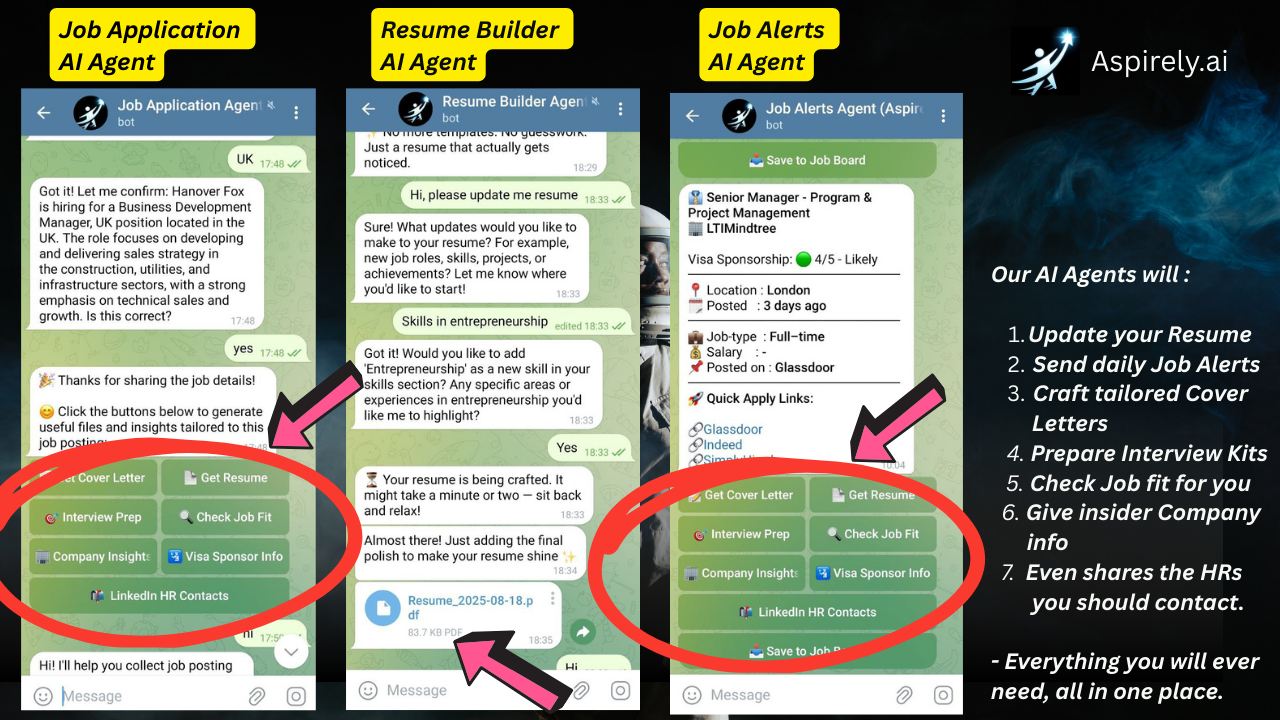 Job Application
AI Agent
Job Application Agent
bot
UK 17:48
Got it! Let me confirm: Hanover Fox
is hiring for a Business Development
Manager, UK position located in the
UK. The role focuses on developing
and delivering sales strategy in
the construction, utilities, and
infrastructure sectors, with a strong
emphasis on technical sales and
growth. Is this correct?
17:48
yes 17:48
🎉 Thanks for sharing the job details!
😊 Click the buttons below to generate
useful files and insights tailored to this
job posting:
17:48
Get Cover Letter
Get Resume
Interview Prep
Check Job Fit
Company Insights
Visa Sponsor Info
LinkedIn HR Contacts
hi 17:50
Hi! I'll help you collect job posting
Message
Resume Builder
AI Agent
Resume Builder Agen
bot
✨ No more templates. No guesswork.
Just a resume that actually gets
noticed.
18:29
Hi, please update me resume 18:33
Sure! What updates would you like to
make to your resume? For example,
new job roles, skills, projects, or
achievements? Let me know where
you'd like to start!
18:33
Skills in entrepreneurship edited 18:33
Got it! Would you like to add
'Entrepreneurship' as a new skill in your
skills section? Any specific areas or
experiences in entrepreneurship you'd
like me to highlight?
18:33
Yes 18:33
⏳ Your resume is being crafted. It
might take a minute or two — sit back
and relax!
18:33
Almost there! Just adding the final
polish to make your resume shine ✨
18:34
Resume_2025-08-18.p
df
83.7 KB PDF
18:35
Hi
Message
Job Alerts
AI Agent
Job Alerts Agent (Aspir
bot
Save to Job Board
Senior Manager - Program &
Project Management
LTIMindtree
Visa Sponsorship: 🟢 4/5 - Likely
📍 Location : London
Posted : 3 days ago
💼 Job-type : Full-time
💰 Salary : -
📌 Posted on : Glassdoor
🚀 Quick Apply Links:
🔗Glassdoor
🔗Indeed
10:04
Get Cover Letter
Get Resume
Interview Prep
Check Job Fit
Company Insights
Visa Sponsor Info
LinkedIn HR Contacts
Save to Job
Message
Aspirely.ai
Our AI Agents will :
1. Update your Resume
2. Send daily Job Alerts
3. Craft tailored Cover
Letters
4. Prepare Interview Kits
5. Check Job fit for you
6. Give insider Company
info
7. Even shares the HRs
you should contact.
- Everything you will ever
need, all in one place.